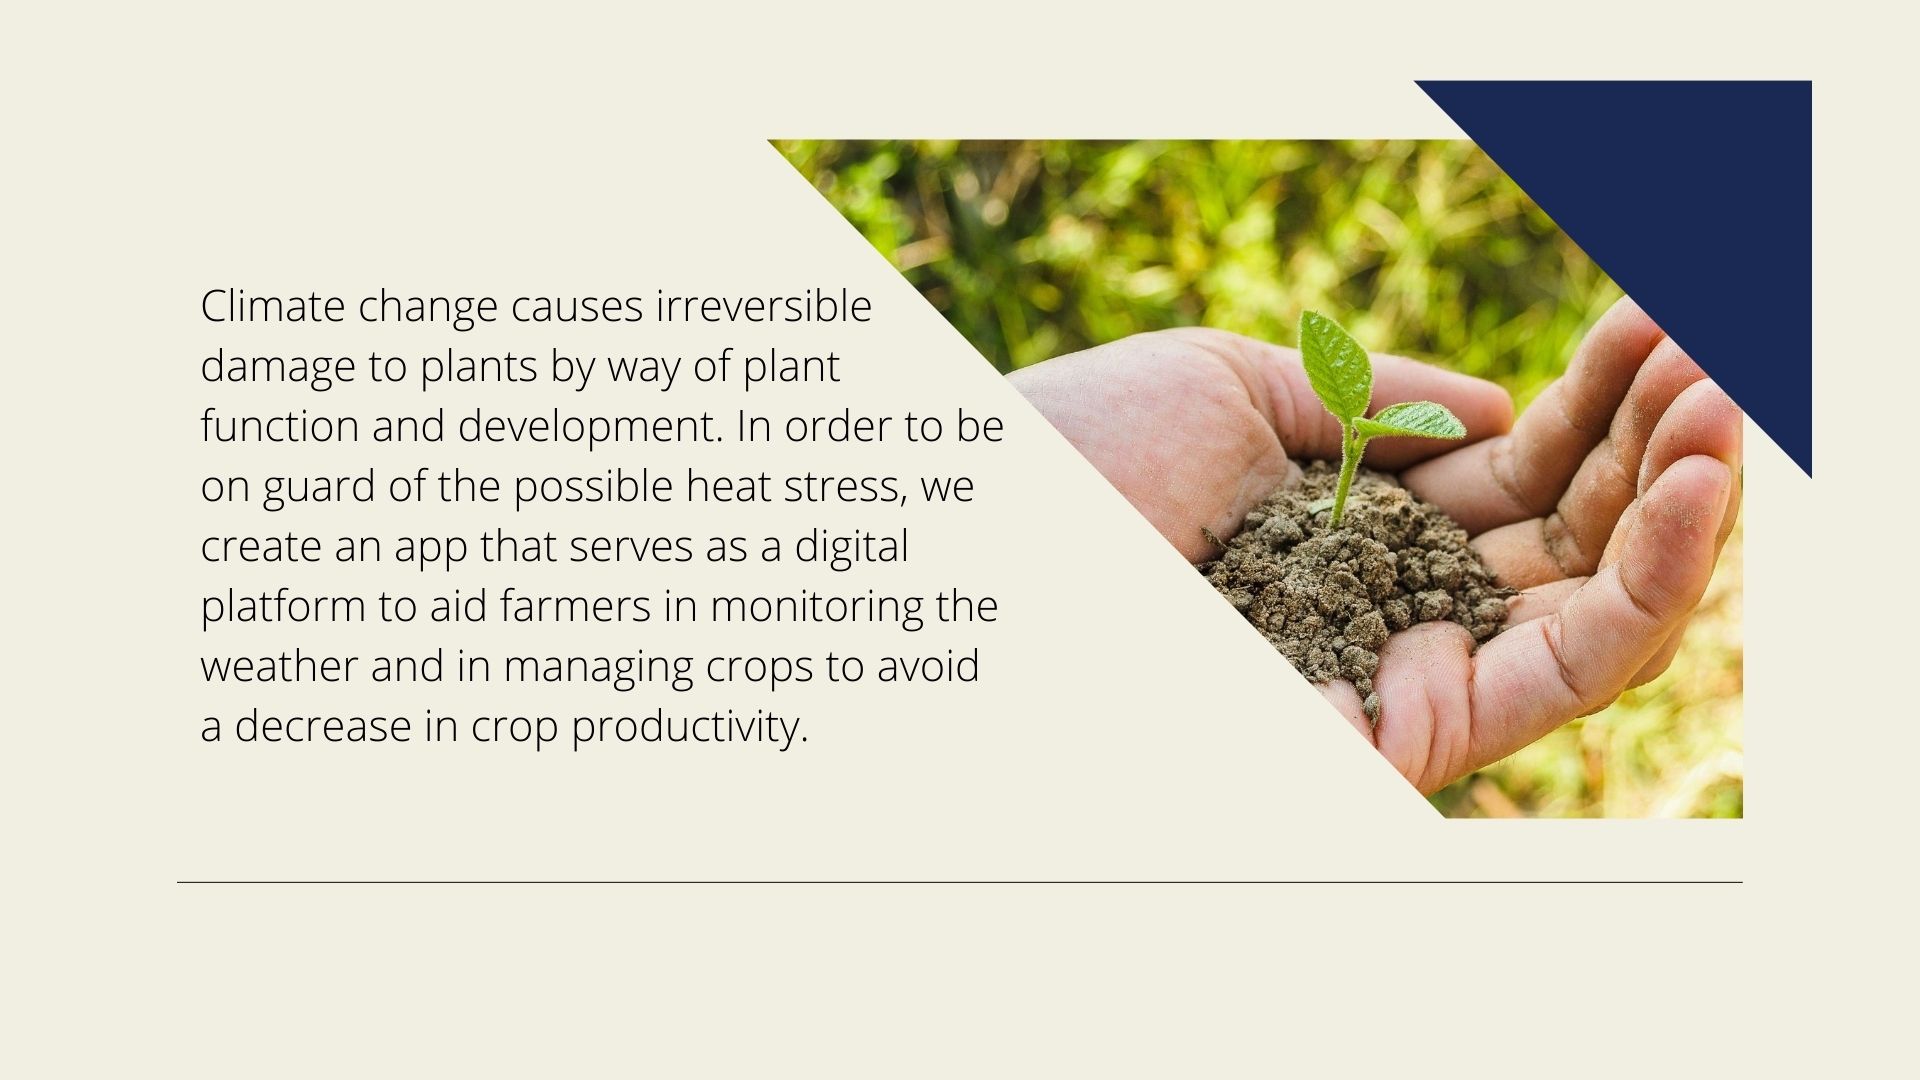 Climate change causes irreversible
damage to plants by way of plant
function and development. In order to be
on guard of the possible heat stress, we
create an app that serves as a digital
platform to aid farmers in monitoring the
weather and in managing crops to avoid
a decrease in crop productivity.